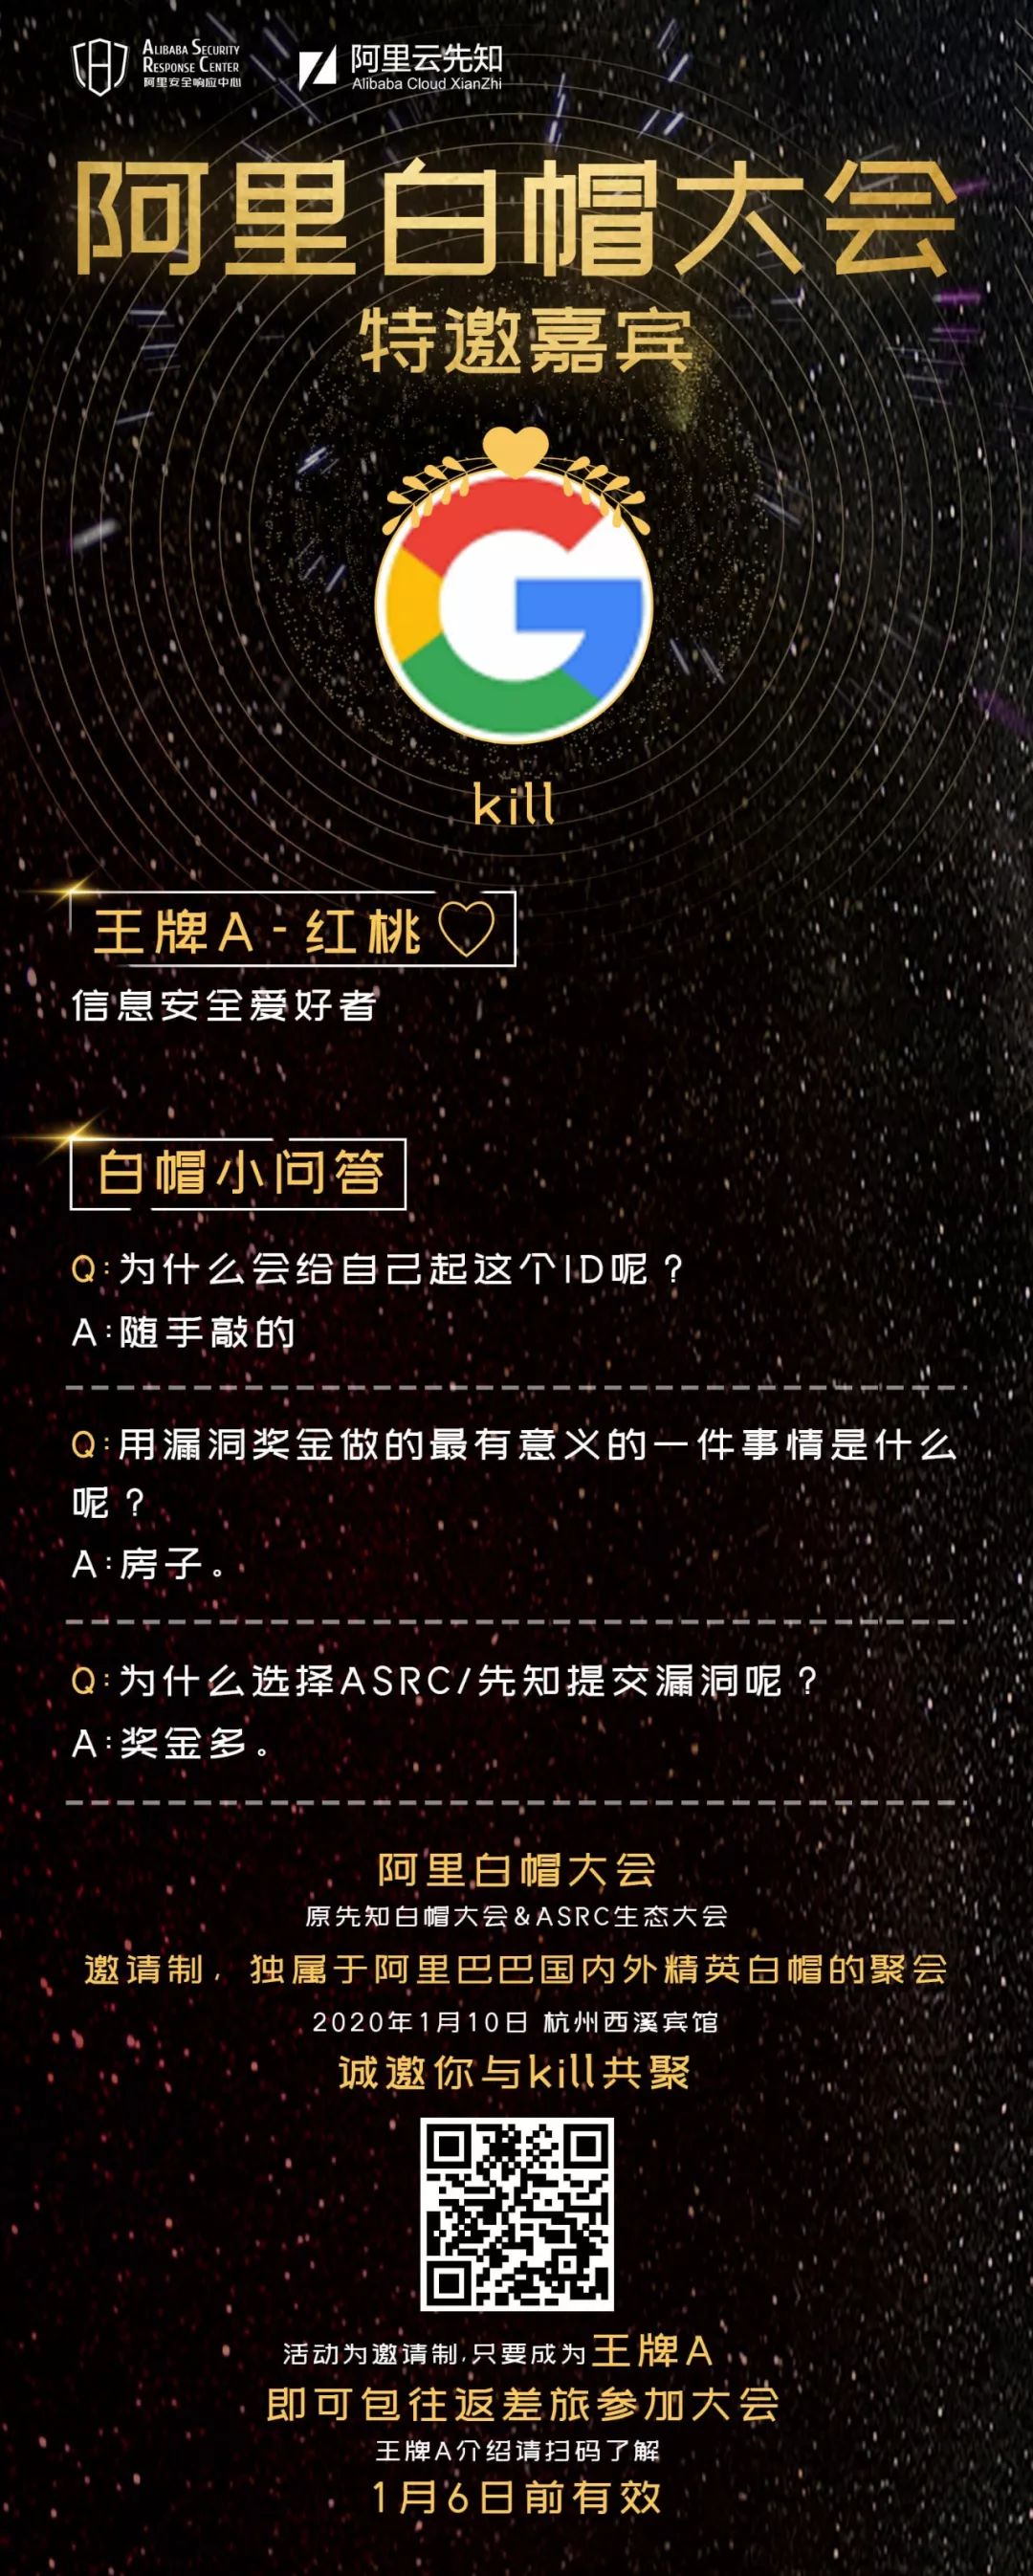 ALIBABA SECURITY
RESPONSE CENTER
阿里安全响应中心
阿里云先知
Alibaba Cloud XianZhi
阿里白帽大会
特邀嘉宾
kill
王牌A-红桃
信息安全爱好者
白帽小问答
Q:为什么会给自己起这个ID呢？
A:随手敲的
Q:用漏洞奖金做的最有意义的一件事情是什么
呢？
A:房子。
Q:为什么选择ASRC/先知提交漏洞呢？
A:奖金多。
阿里白帽大会
原先知白帽大会&ASRC生态大会
邀请制，独属于阿里巴巴国内外精英白帽的聚会
2020年1月10日 杭州西溪宾馆
诚邀你与kill共聚
活动为邀请制,只要成为王牌A
即可包往返差旅参加大会
王牌A介绍请扫码了解
1月6日前有效